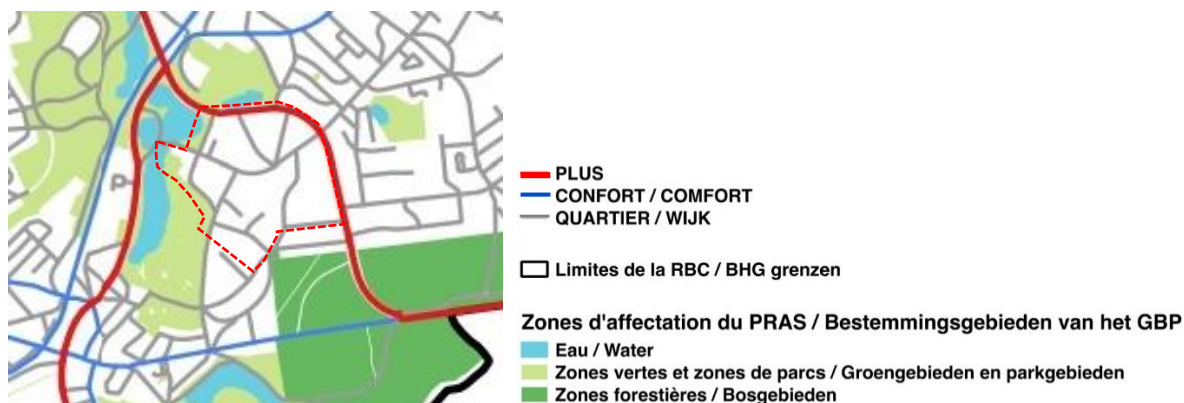 PLUS
CONFORT / COMFORT
QUARTIER / WIJK
Limites de la RBC / BHG grenzen
Zones d'affectation du PRAS / Bestemmingsgebieden van het GBP
Eau / Water
Zones vertes et zones de parcs / Groengebieden en parkgebieden
Zones forestières / Bosgebieden